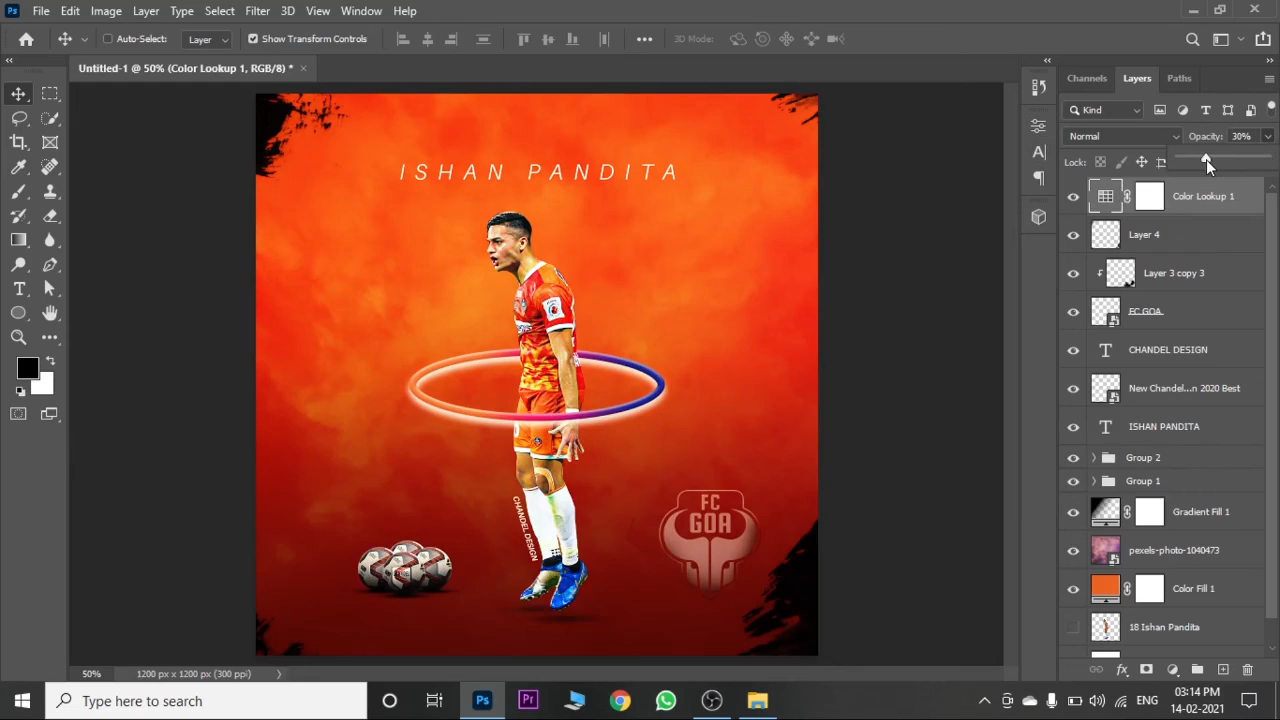 Ps File Edit Image Layer Type Select Filter 3D View Window Help
Auto-Select: Layer Show Transform Controls 3D Mode:
Untitled-1 @ 50% (Color Lookup 1, RGB/8) * ×
Channels Layers Paths
Kind
Normal Opacity: 30%
Lock:
Color Lookup 1
Layer 4
Layer 3 copy 3
FC GOA
CHANDEL DESIGN
New Chandel...n 2020 Best
ISHAN PANDITA
Group 2
Group 1
Gradient Fill 1
pexels-photo-1040473
Color Fill 1
18 Ishan Pandita
ISHAN PANDITA
CHANDEL DESIGN
FC
GOA
50% 1200 px x 1200 px (300 ppi)
Type here to search
Ps Pr
ENG
03:14 PM
14-02-2021